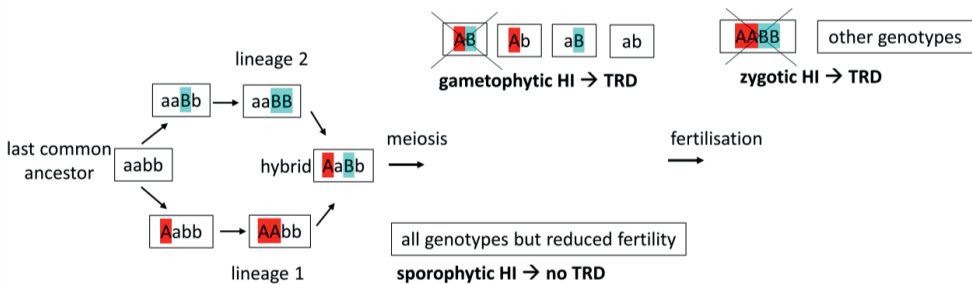 AB Ab aB ab
gametophytic HI → TRD
AABB other genotypes
zygotic HI → TRD
lineage 2
aaBb aaBB
last common
ancestor
aabb
hybrid AaBb
meiosis
fertilisation
Aabb AAbb
lineage 1
all genotypes but reduced fertility
sporophytic HI → no TRD